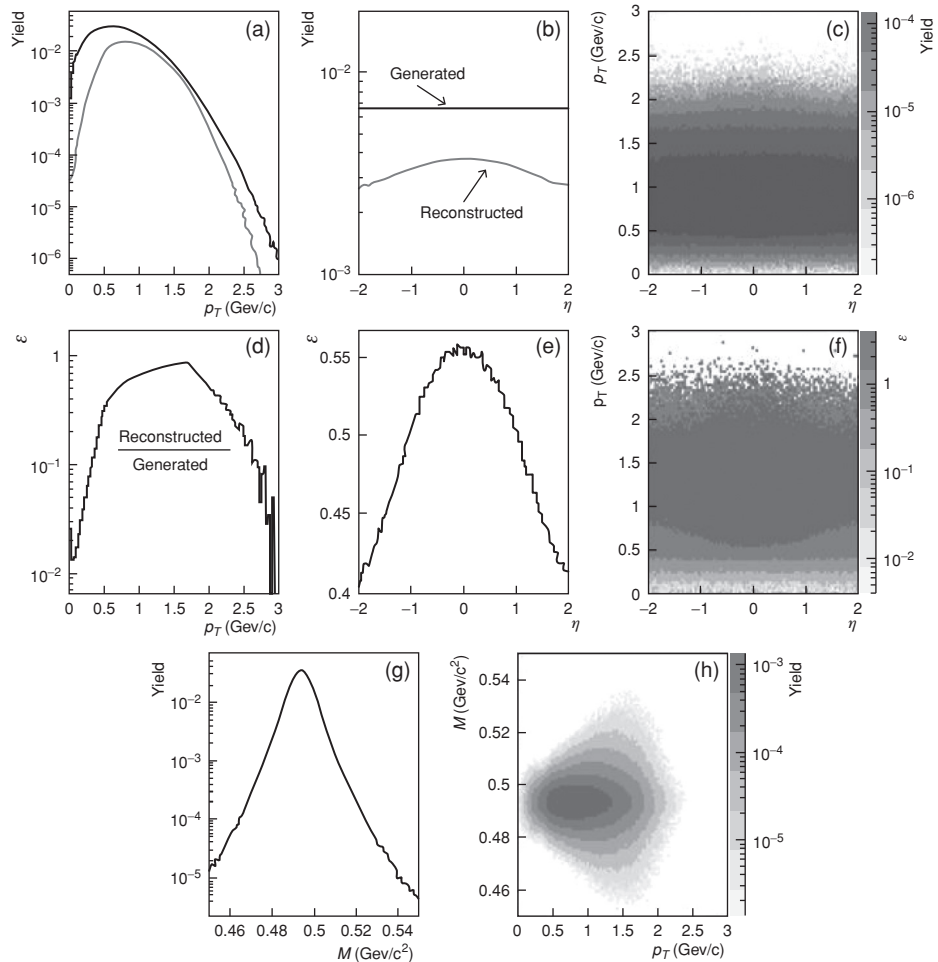 (a)
Yield
10⁻²
10⁻³
10⁻⁴
10⁻⁵
10⁻⁶
0 0.5 1 1.5 2 2.5 3
p_T (Gev/c)
(b)
Yield
10⁻²
10⁻³
Generated
Reconstructed
−2 −1 0 1 2
η
(c)
p_T (Gev/c)
3
2.5
2
1.5
1
0.5
0
−2 −1 0 1 2
η
Yield
10⁻⁴
10⁻⁵
10⁻⁶
(d)
ε
1
10⁻¹
10⁻²
Reconstructed
Generated
0 0.5 1 1.5 2 2.5 3
p_T (Gev/c)
(e)
ε
0.55
0.5
0.45
0.4
−2 −1 0 1 2
η
(f)
p_T (Gev/c)
3
2.5
2
1.5
1
0.5
0
−2 −1 0 1 2
η
ε
1
10⁻¹
10⁻²
(g)
Yield
10⁻²
10⁻³
10⁻⁴
10⁻⁵
0.46 0.48 0.5 0.52 0.54
M (Gev/c²)
(h)
M (Gev/c²)
0.54
0.52
0.5
0.48
0.46
0 0.5 1 1.5 2 2.5 3
p_T (Gev/c)
Yield
10⁻³
10⁻⁴
10⁻⁵